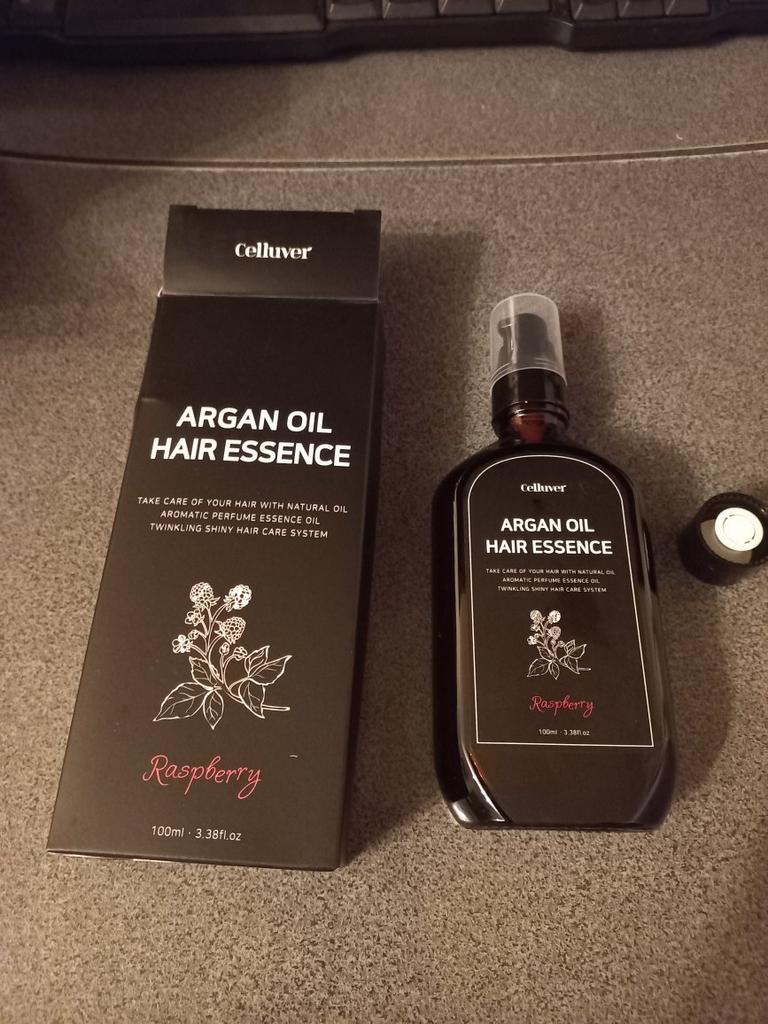 Celluver
ARGAN OIL
HAIR ESSENCE
TAKE CARE OF YOUR HAIR WITH NATURAL OIL
AROMATIC PERFUME ESSENCE OIL
TWINKLING SHINY HAIR CARE SYSTEM
Raspberry
100ml · 3.38fl.oz
Celluver
ARGAN OIL
HAIR ESSENCE
TAKE CARE OF YOUR HAIR WITH NATURAL OIL
AROMATIC PERFUME ESSENCE OIL
TWINKLING SHINY HAIR CARE SYSTEM
Raspberry
100ml · 3.38fl.oz